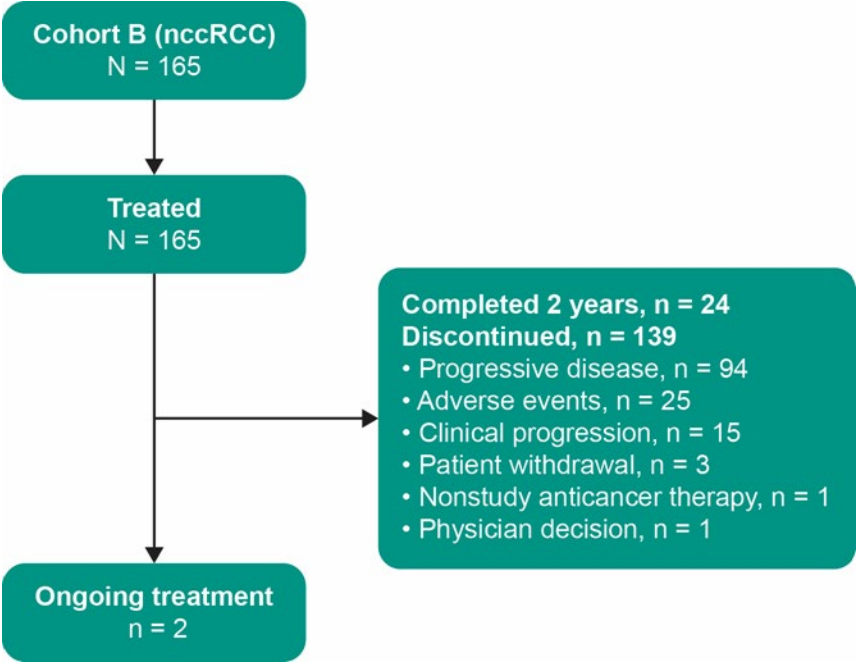 Cohort B (nccRCC)
N = 165
Treated
N = 165
Completed 2 years, n = 24
Discontinued, n = 139
• Progressive disease, n = 94
• Adverse events, n = 25
• Clinical progression, n = 15
• Patient withdrawal, n = 3
• Nonstudy anticancer therapy, n = 1
• Physician decision, n = 1
Ongoing treatment
n = 2